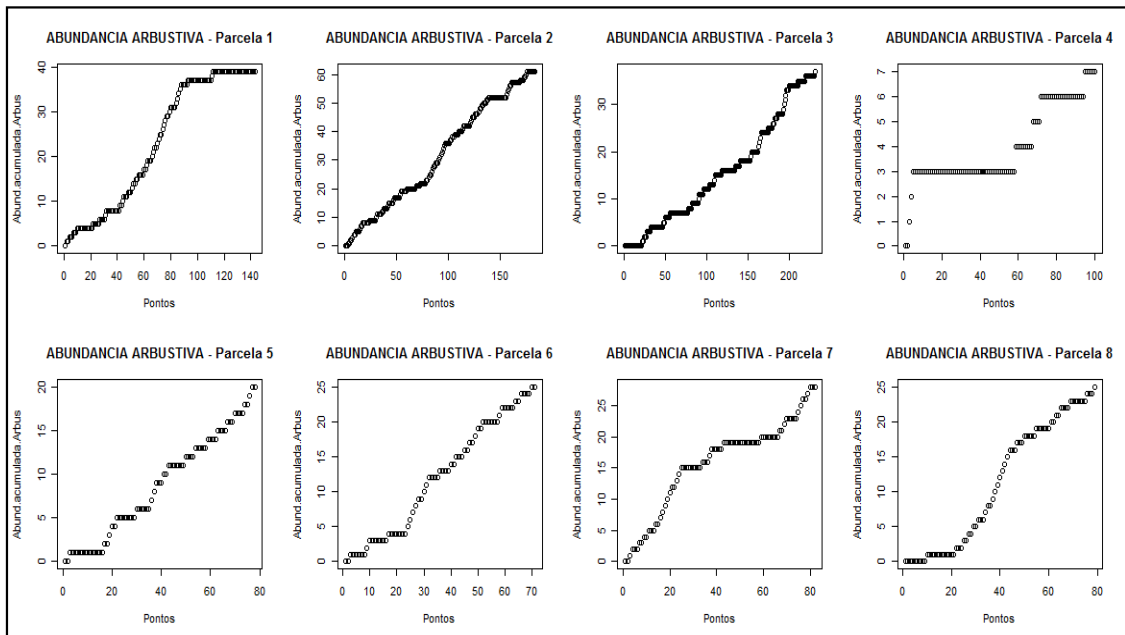 ABUNDANCIA ARBUSTIVA - Parcela 1
Abund.acumulada.Arbus
0 10 20 30 40
0 20 40 60 80 100 120 140
Pontos
ABUNDANCIA ARBUSTIVA - Parcela 2
Abund.acumulada.Arbus
0 10 20 30 40 50 60
0 50 100 150
Pontos
ABUNDANCIA ARBUSTIVA - Parcela 3
Abund.acumulada.Arbus
0 10 20 30
0 50 100 150 200
Pontos
ABUNDANCIA ARBUSTIVA - Parcela 4
Abund.acumulada.Arbus
0 1 2 3 4 5 6 7
0 20 40 60 80 100
Pontos
ABUNDANCIA ARBUSTIVA - Parcela 5
Abund.acumulada.Arbus
0 5 10 15 20
0 20 40 60 80
Pontos
ABUNDANCIA ARBUSTIVA - Parcela 6
Abund.acumulada.Arbus
0 5 10 15 20 25
0 10 20 30 40 50 60 70
Pontos
ABUNDANCIA ARBUSTIVA - Parcela 7
Abund.acumulada.Arbus
0 5 10 15 20 25
0 20 40 60 80
Pontos
ABUNDANCIA ARBUSTIVA - Parcela 8
Abund.acumulada.Arbus
0 5 10 15 20 25
0 20 40 60 80
Pontos